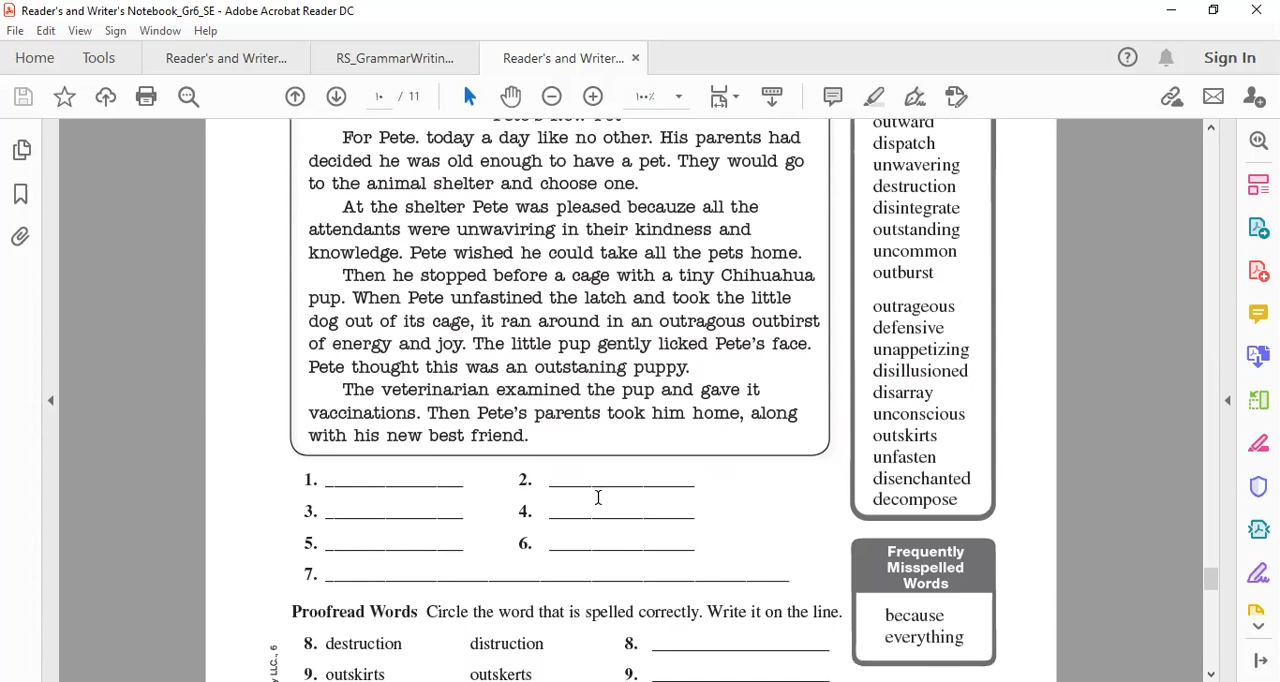 Reader's and Writer's Notebook_Gr6_SE - Adobe Acrobat Reader DC
File Edit View Sign Window Help
Home Tools Reader's and Writer... RS_GrammarWritin... Reader's and Writer... × Sign In
/ 11
For Pete. today a day like no other. His parents had
decided he was old enough to have a pet. They would go
to the animal shelter and choose one.
At the shelter Pete was pleased becauze all the
attendants were unwaviring in their kindness and
knowledge. Pete wished he could take all the pets home.
Then he stopped before a cage with a tiny Chihuahua
pup. When Pete unfastined the latch and took the little
dog out of its cage, it ran around in an outragous outbirst
of energy and joy. The little pup gently licked Pete's face.
Pete thought this was an outstaning puppy.
The veterinarian examined the pup and gave it
vaccinations. Then Pete's parents took him home, along
with his new best friend.
1. 2.
3. 4.
5. 6.
7.
Proofread Words Circle the word that is spelled correctly. Write it on the line.
8. destruction distruction 8.
9. outskirts outskerts 9.
outward
dispatch
unwavering
destruction
disintegrate
outstanding
uncommon
outburst
outrageous
defensive
unappetizing
disillusioned
disarray
unconscious
outskirts
unfasten
disenchanted
decompose
Frequently
Misspelled
Words
because
everything